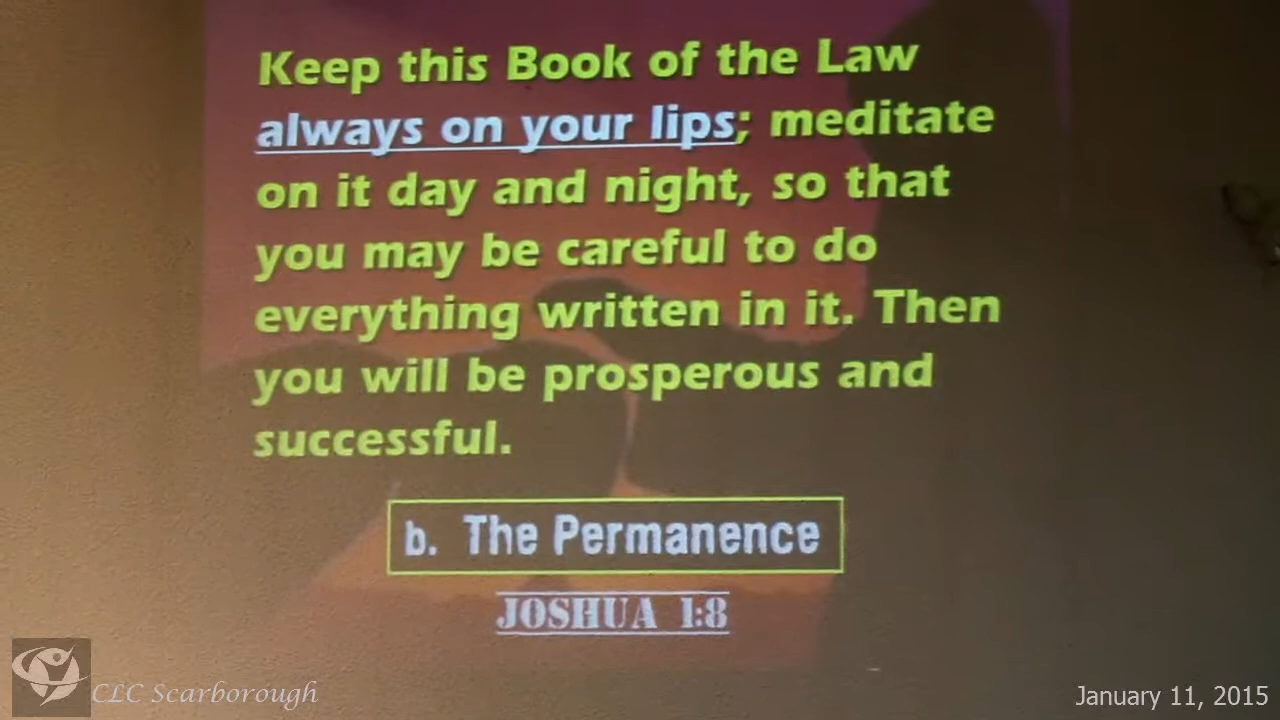 Keep this Book of the Law
always on your lips; meditate
on it day and night, so that
you may be careful to do
everything written in it. Then
you will be prosperous and
successful.
b. The Permanence
JOSHUA 1:8
CLC Scarborough
January 11, 2015